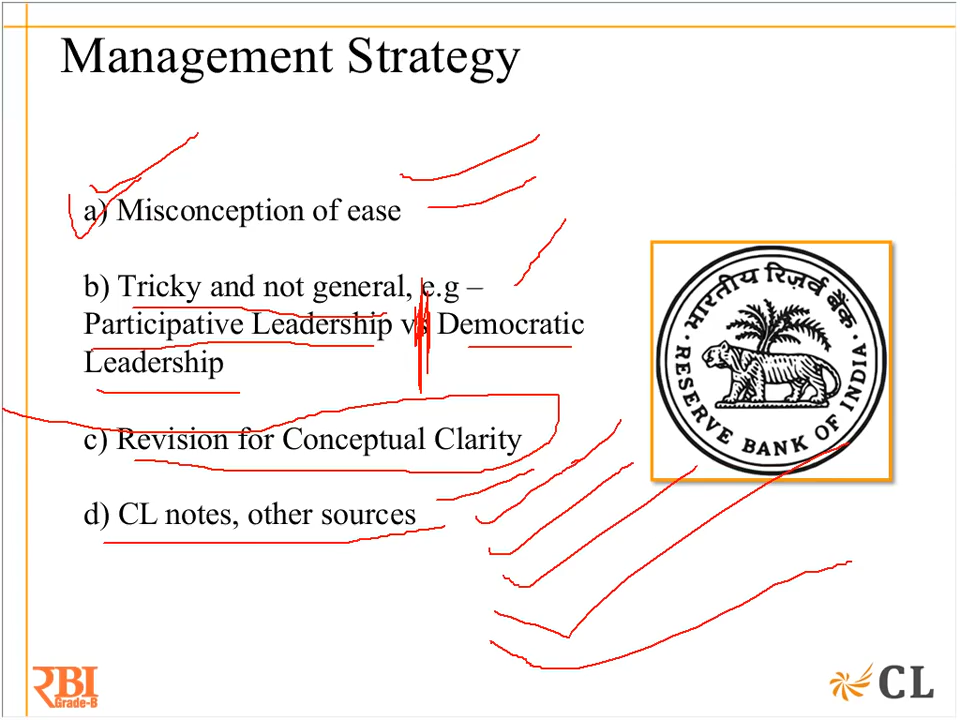 Management Strategy
a) Misconception of ease
b) Tricky and not general, e.g –
Participative Leadership vs Democratic
Leadership
c) Revision for Conceptual Clarity
d) CL notes, other sources
भारतीय रिज़र्व बैंक
RESERVE BANK OF INDIA
RBI
Grade-B
CL